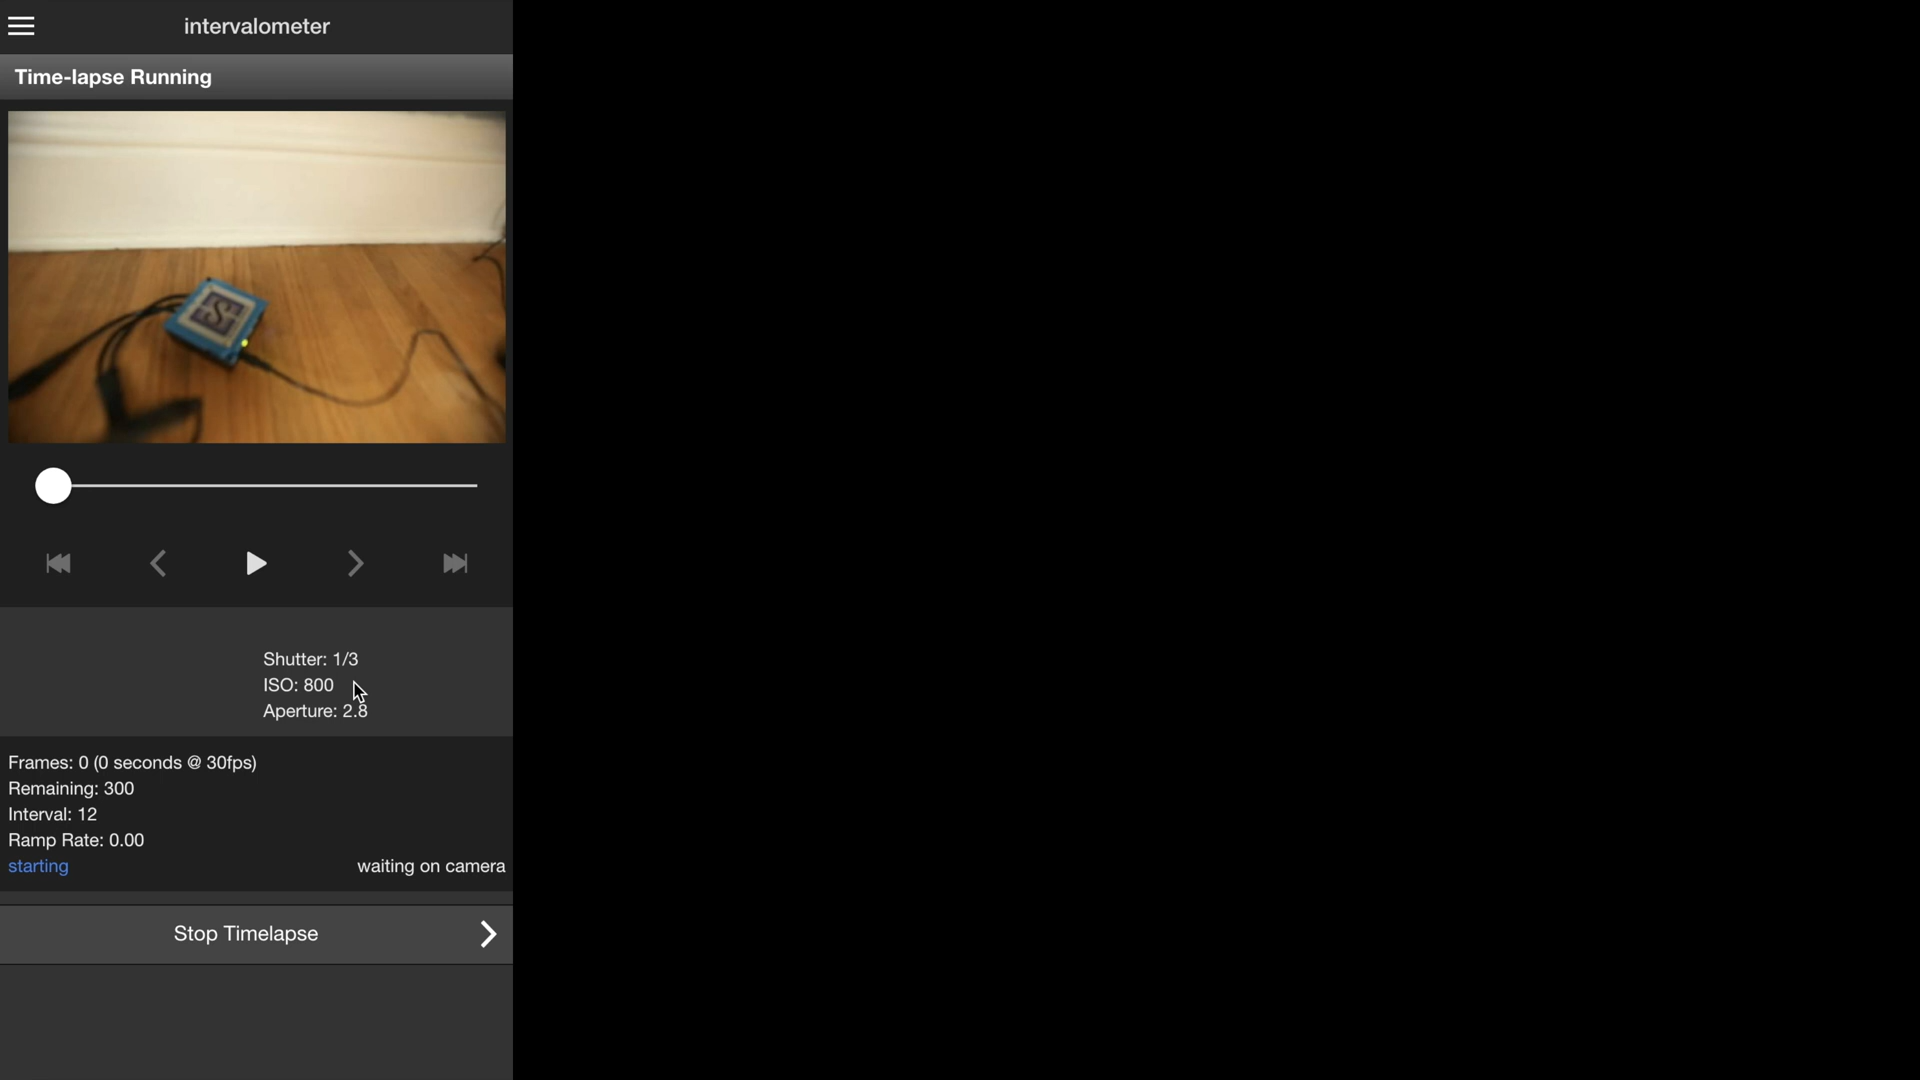 intervalometer
Time-lapse Running
Shutter: 1/3
ISO: 800
Aperture: 2.8
Frames: 0 (0 seconds @ 30fps)
Remaining: 300
Interval: 12
Ramp Rate: 0.00
starting
waiting on camera
Stop Timelapse